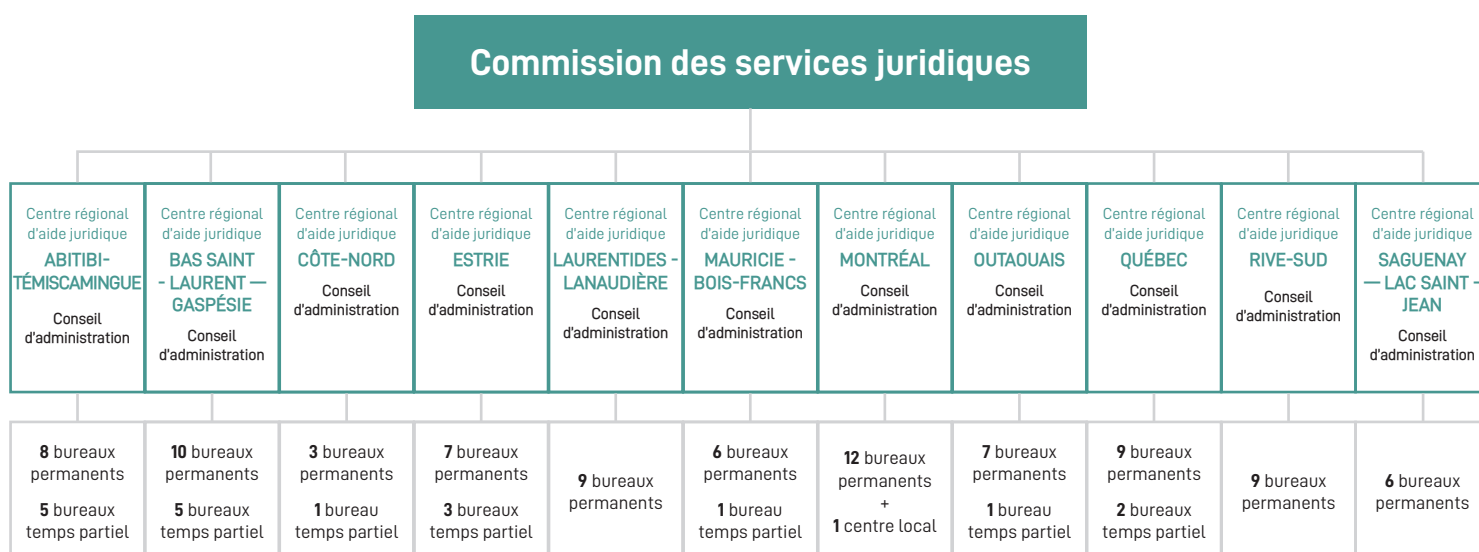 Commission des services juridiques
Centre régional
d'aide juridique
ABITIBI-
TÉMISCAMINGUE
Conseil
d'administration
Centre régional
d'aide juridique
BAS SAINT
- LAURENT —
GASPÉSIE
Conseil
d'administration
Centre régional
d'aide juridique
CÔTE-NORD
Conseil
d'administration
Centre régional
d'aide juridique
ESTRIE
Conseil
d'administration
Centre régional
d'aide juridique
LAURENTIDES -
LANAUDIÈRE
Conseil
d'administration
Centre régional
d'aide juridique
MAURICIE -
BOIS-FRANCS
Conseil
d'administration
Centre régional
d'aide juridique
MONTRÉAL
Conseil
d'administration
Centre régional
d'aide juridique
OUTAOUAIS
Conseil
d'administration
Centre régional
d'aide juridique
QUÉBEC
Conseil
d'administration
Centre régional
d'aide juridique
RIVE-SUD
Conseil
d'administration
Centre régional
d'aide juridique
SAGUENAY
— LAC SAINT -
JEAN
Conseil
d'administration
8 bureaux
permanents
5 bureaux
temps partiel
10 bureaux
permanents
5 bureaux
temps partiel
3 bureaux
permanents
1 bureau
temps partiel
7 bureaux
permanents
3 bureaux
temps partiel
9 bureaux
permanents
6 bureaux
permanents
1 bureau
temps partiel
12 bureaux
permanents
+
1 centre local
7 bureaux
permanents
1 bureau
temps partiel
9 bureaux
permanents
2 bureaux
temps partiel
9 bureaux
permanents
6 bureaux
permanents